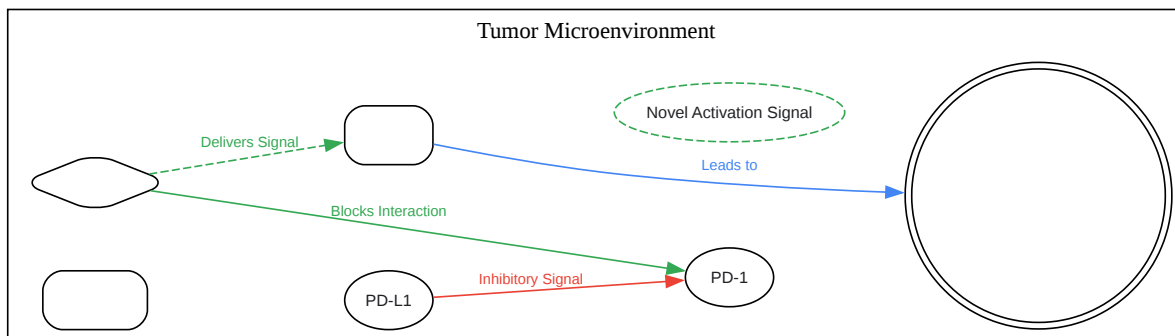 Tumor Microenvironment
Novel Activation Signal
Delivers Signal
Leads to
Blocks Interaction
Inhibitory Signal
PD-L1
PD-1